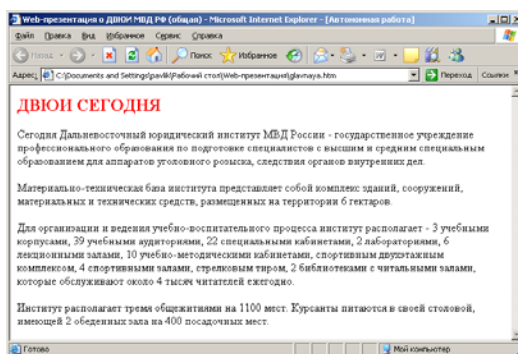 Web-презентация о ДВЮИ МВД РФ (общая) - Microsoft Internet Explorer - [Автономная работа]
Файл Правка Вид Избранное Сервис Справка
Назад Поиск Избранное
Адрес: C:\Documents and Settings\pavlik\Рабочий стол\Web-презентация\glavnaya.htm Переход Ссылки
ДВЮИ СЕГОДНЯ
Сегодня Дальневосточный юридический институт МВД России - государственное учреждение
профессионального образования по подготовке специалистов с высшим и средним специальным
образованием для аппаратов уголовного розыска, следствия органов внутренних дел.
Материально-техническая база института представляет собой комплекс зданий, сооружений,
материальных и технических средств, размещенных на территории 6 гектаров.
Для организации и ведения учебно-воспитательного процесса институт располагает - 3 учебными
корпусами, 39 учебными аудиториями, 22 специальными кабинетами, 2 лабораториями, 6
лекционными залами, 10 учебно-методическими кабинетами, спортивным двухэтажным
комплексом, 4 спортивными залами, стрелковым тиром, 2 библиотеками с читальными залами,
которые обслуживают около 4 тысяч читателей ежегодно.
Институт располагает тремя общежитиями на 1100 мест. Курсанты питаются в своей столовой,
имеющей 2 обеденных зала на 400 посадочных мест.
Готово Мой компьютер